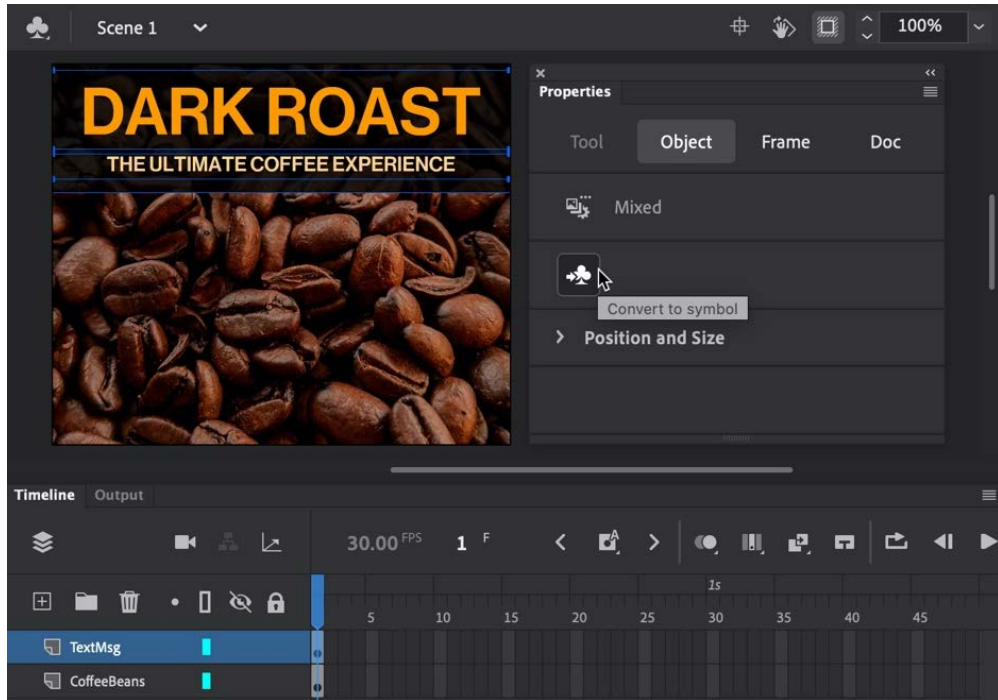 Scene 1
100%
DARK ROAST
THE ULTIMATE COFFEE EXPERIENCE
Properties
Tool Object Frame Doc
Mixed
Convert to symbol
Position and Size
Timeline Output
30.00 FPS 1 F
1s
5 10 15 20 25 30 35 40 45
TextMsg
CoffeeBeans